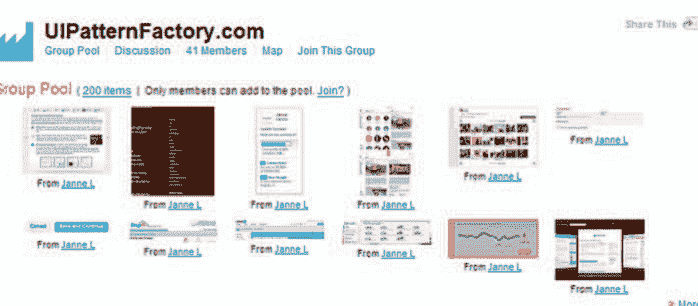 UIPatternFactory.com
Share This
Group Pool Discussion 41 Members Map Join This Group
Group Pool ( 200 items | Only members can add to the pool. Join? )
From Janne L
From Janne L
From Janne L
From Janne L
From Janne L
From Janne L
From Janne L
From Janne L
From Janne L
From Janne L
From Janne L
From Janne L
More